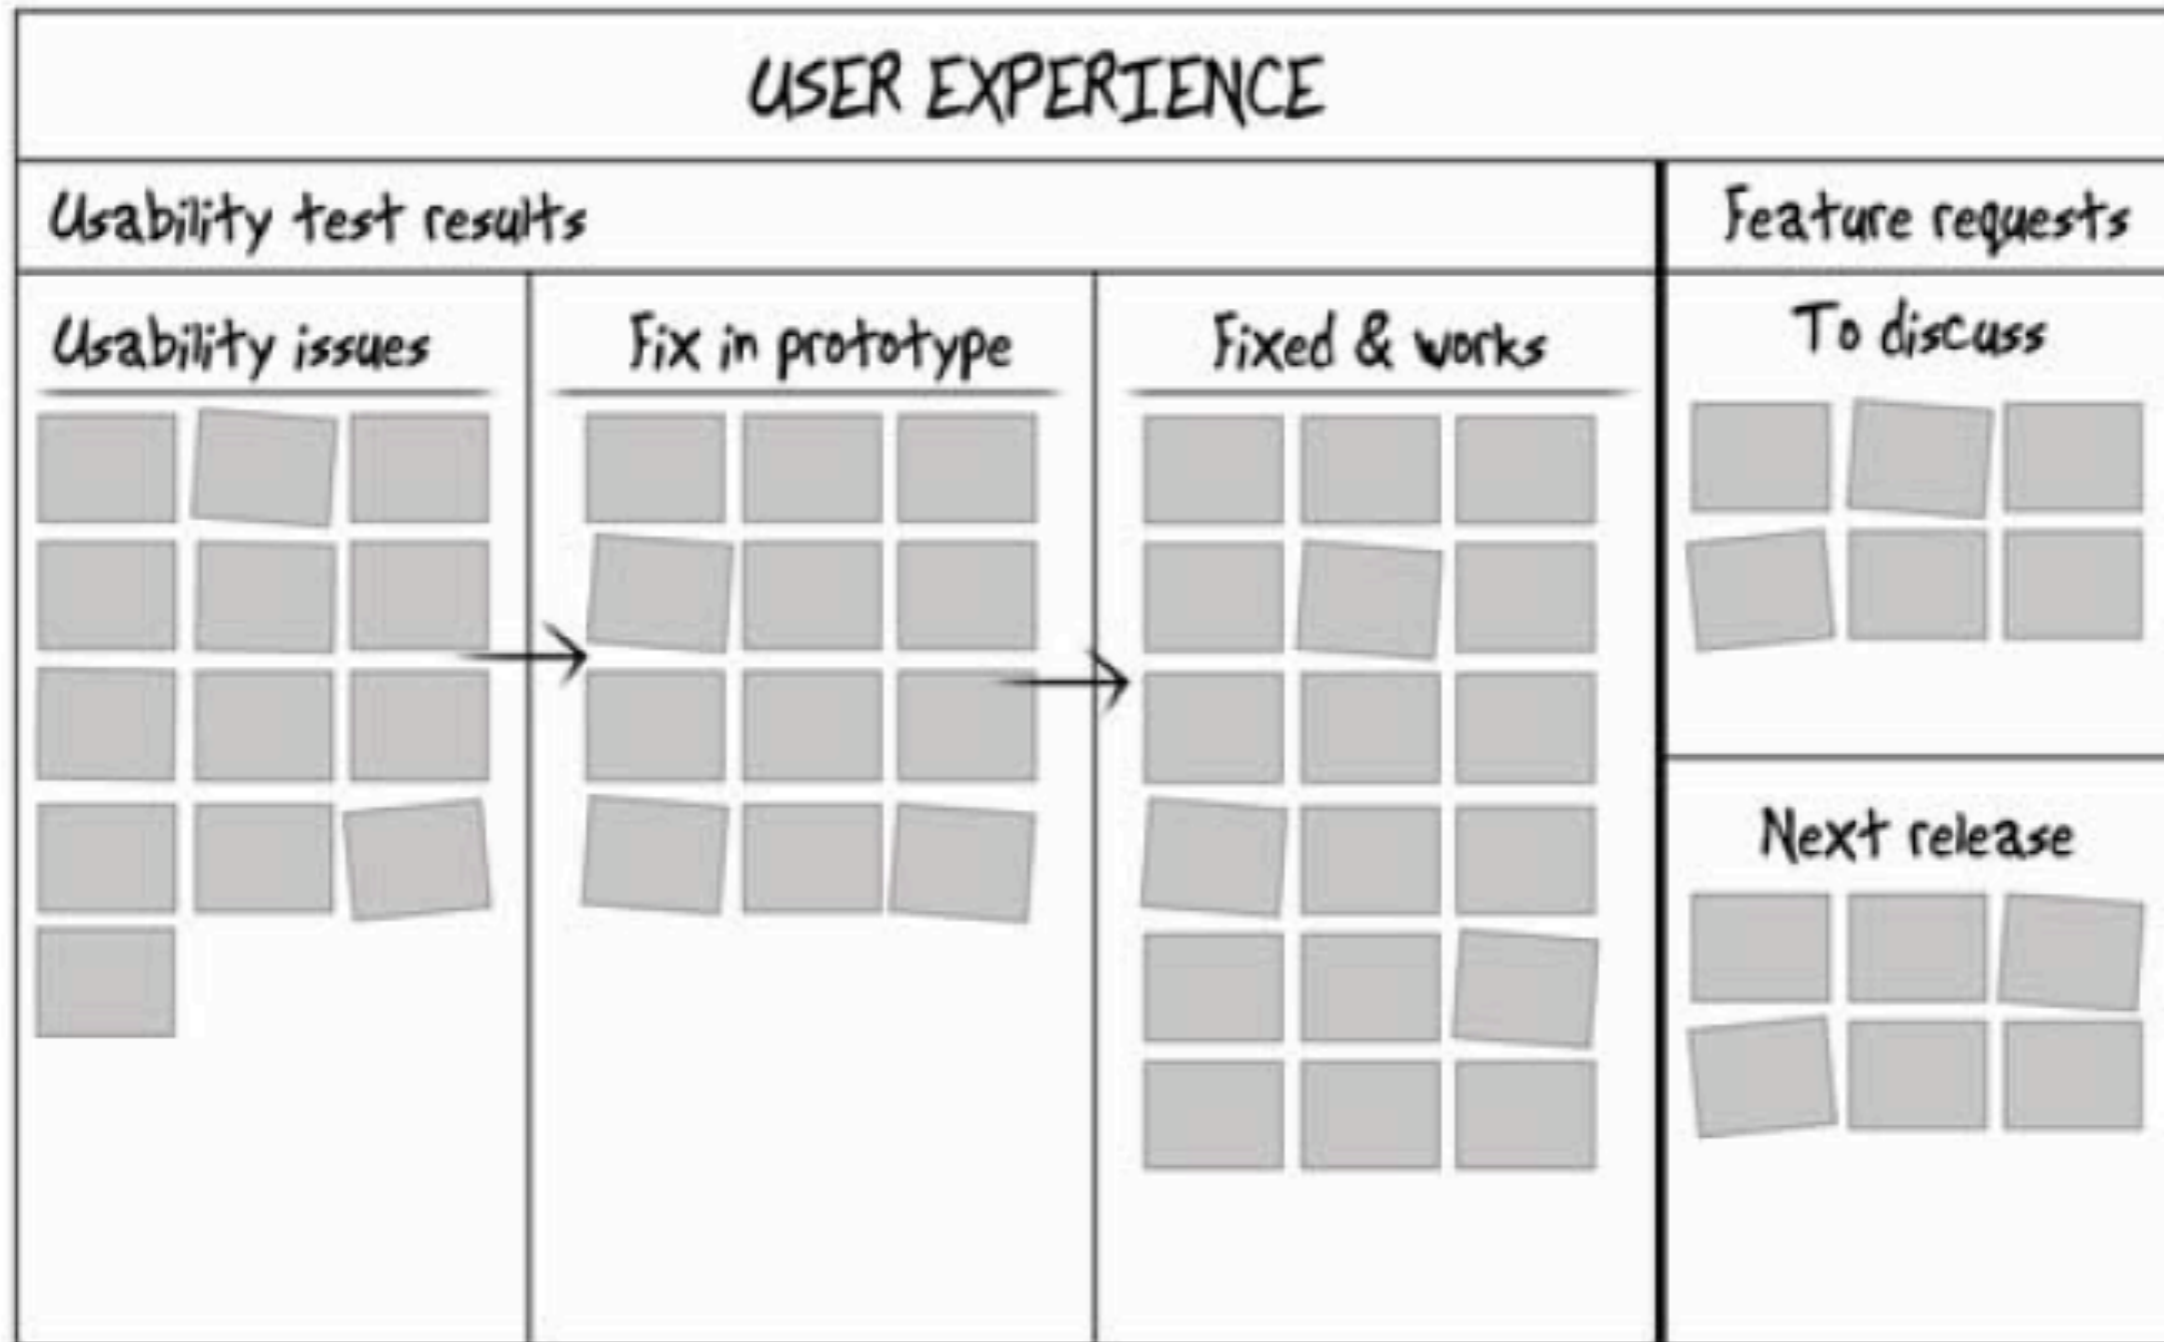 USER EXPERIENCE
Usability test results
Feature requests
Usability issues
Fix in prototype
Fixed & works
To discuss
Next release